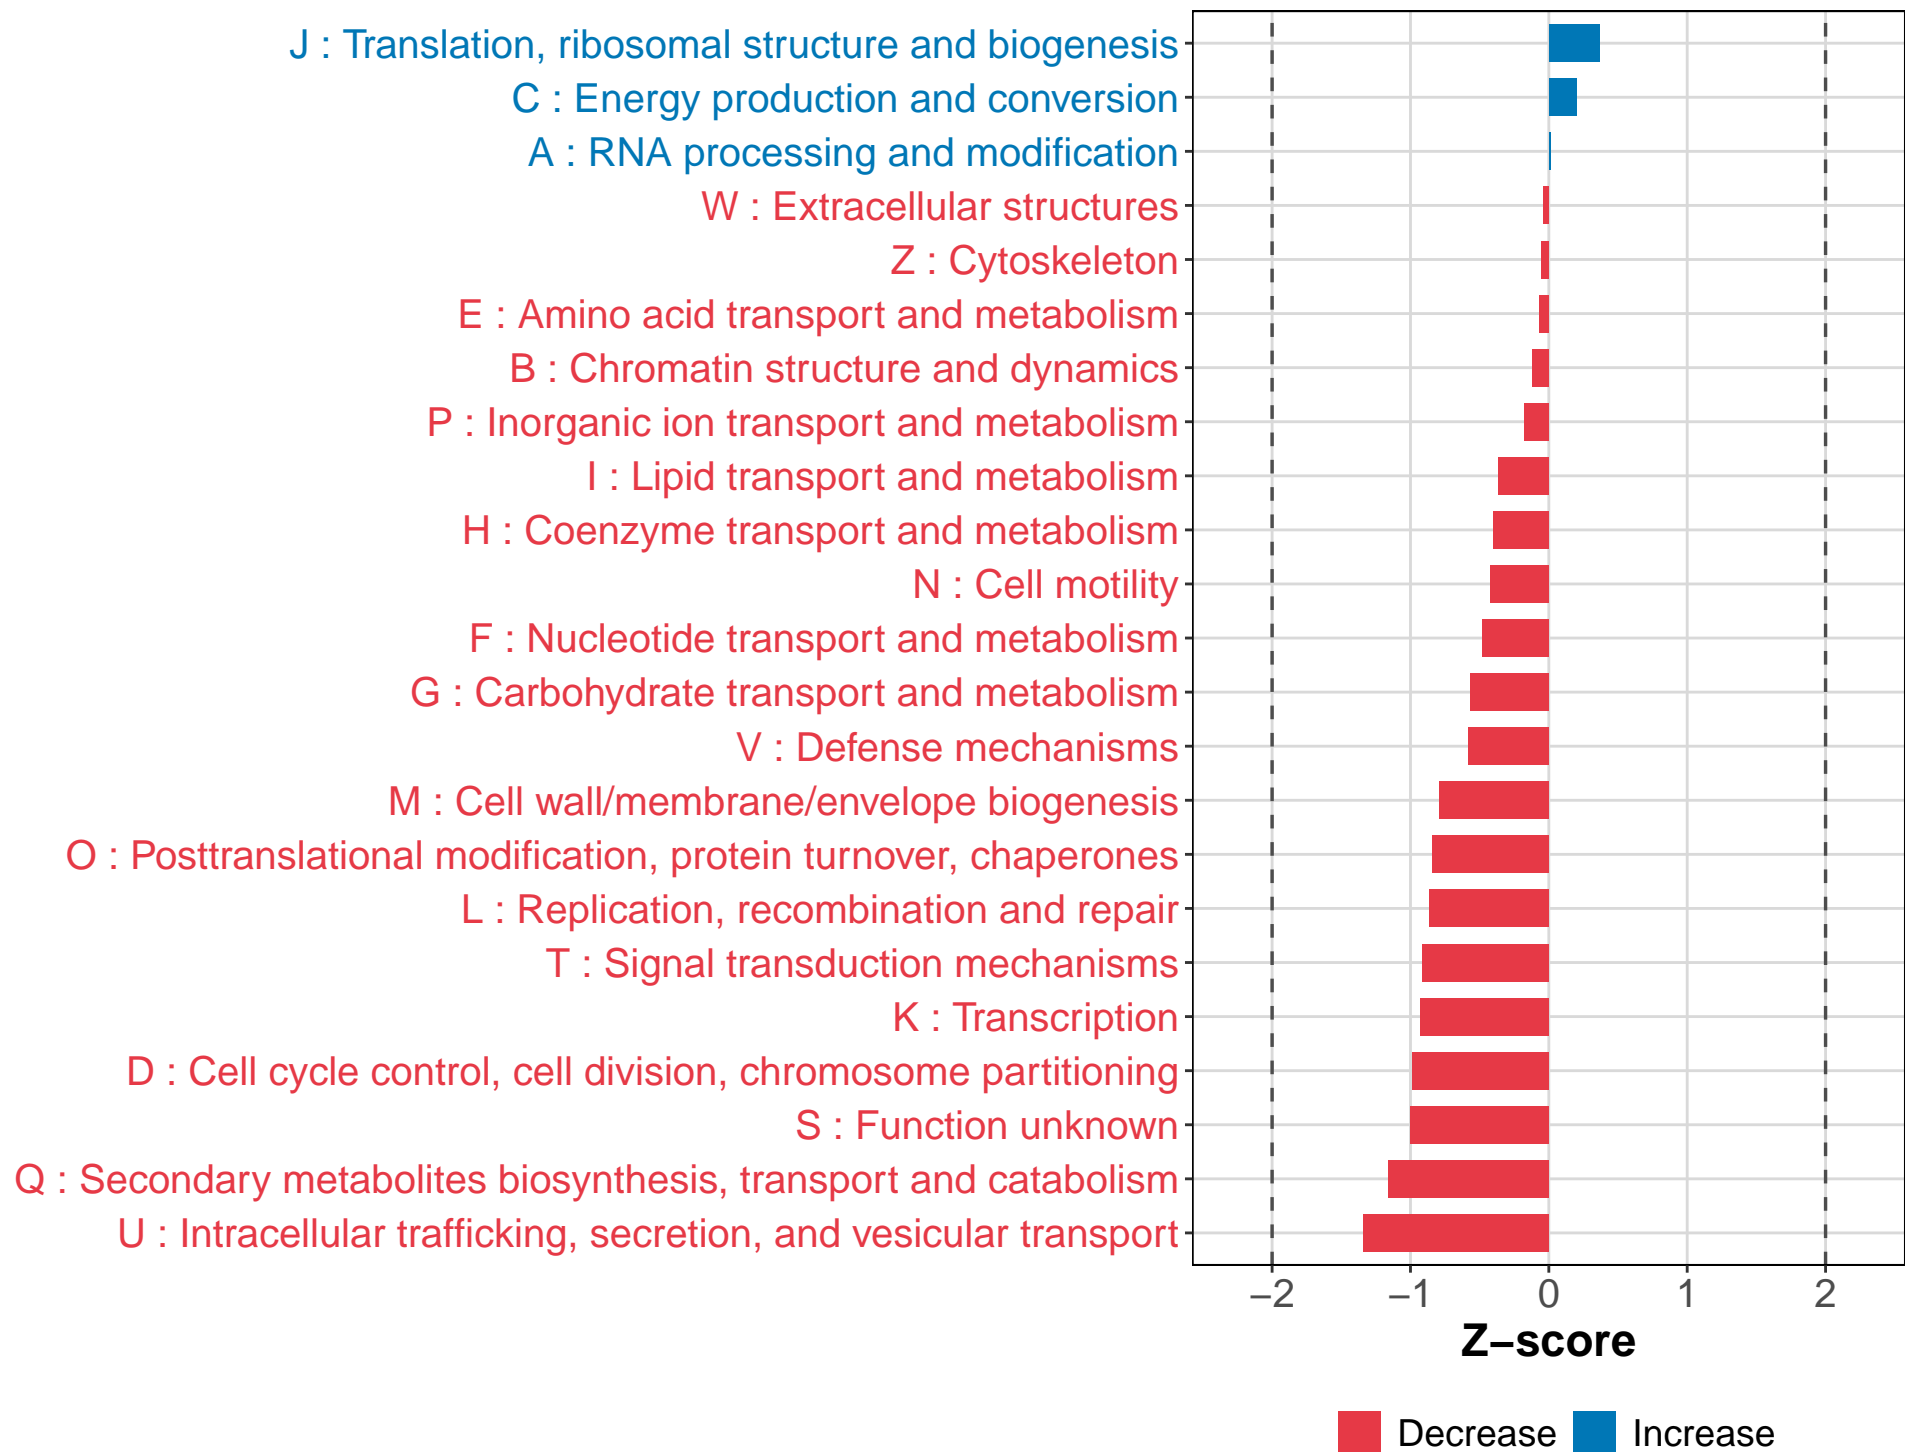 J : Translation, ribosomal structure and biogenesis
C : Energy production and conversion
A : RNA processing and modification
W : Extracellular structures
Z : Cytoskeleton
E : Amino acid transport and metabolism
B : Chromatin structure and dynamics
P : Inorganic ion transport and metabolism
I : Lipid transport and metabolism
H : Coenzyme transport and metabolism
N : Cell motility
F : Nucleotide transport and metabolism
G : Carbohydrate transport and metabolism
V : Defense mechanisms
M : Cell wall/membrane/envelope biogenesis
O : Posttranslational modification, protein turnover, chaperones
L : Replication, recombination and repair
T : Signal transduction mechanisms
K : Transcription
D : Cell cycle control, cell division, chromosome partitioning
S : Function unknown
Q : Secondary metabolites biosynthesis, transport and catabolism
U : Intracellular trafficking, secretion, and vesicular transport
−2 −1 0 1 2
Z−score
Decrease Increase